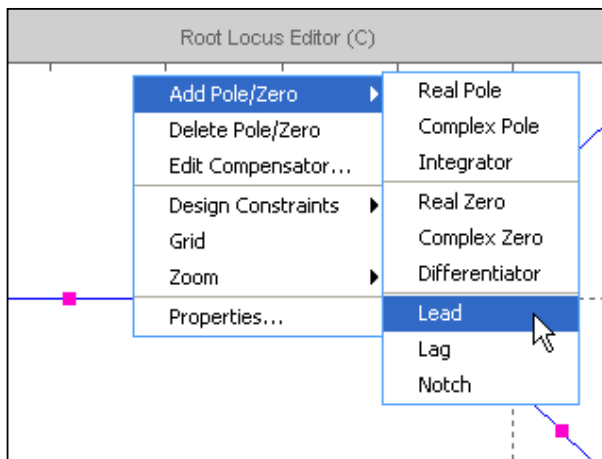 Root Locus Editor (C)
Add Pole/Zero
Delete Pole/Zero
Edit Compensator...
Design Constraints
Grid
Zoom
Properties...
Real Pole
Complex Pole
Integrator
Real Zero
Complex Zero
Differentiator
Lead
Lag
Notch